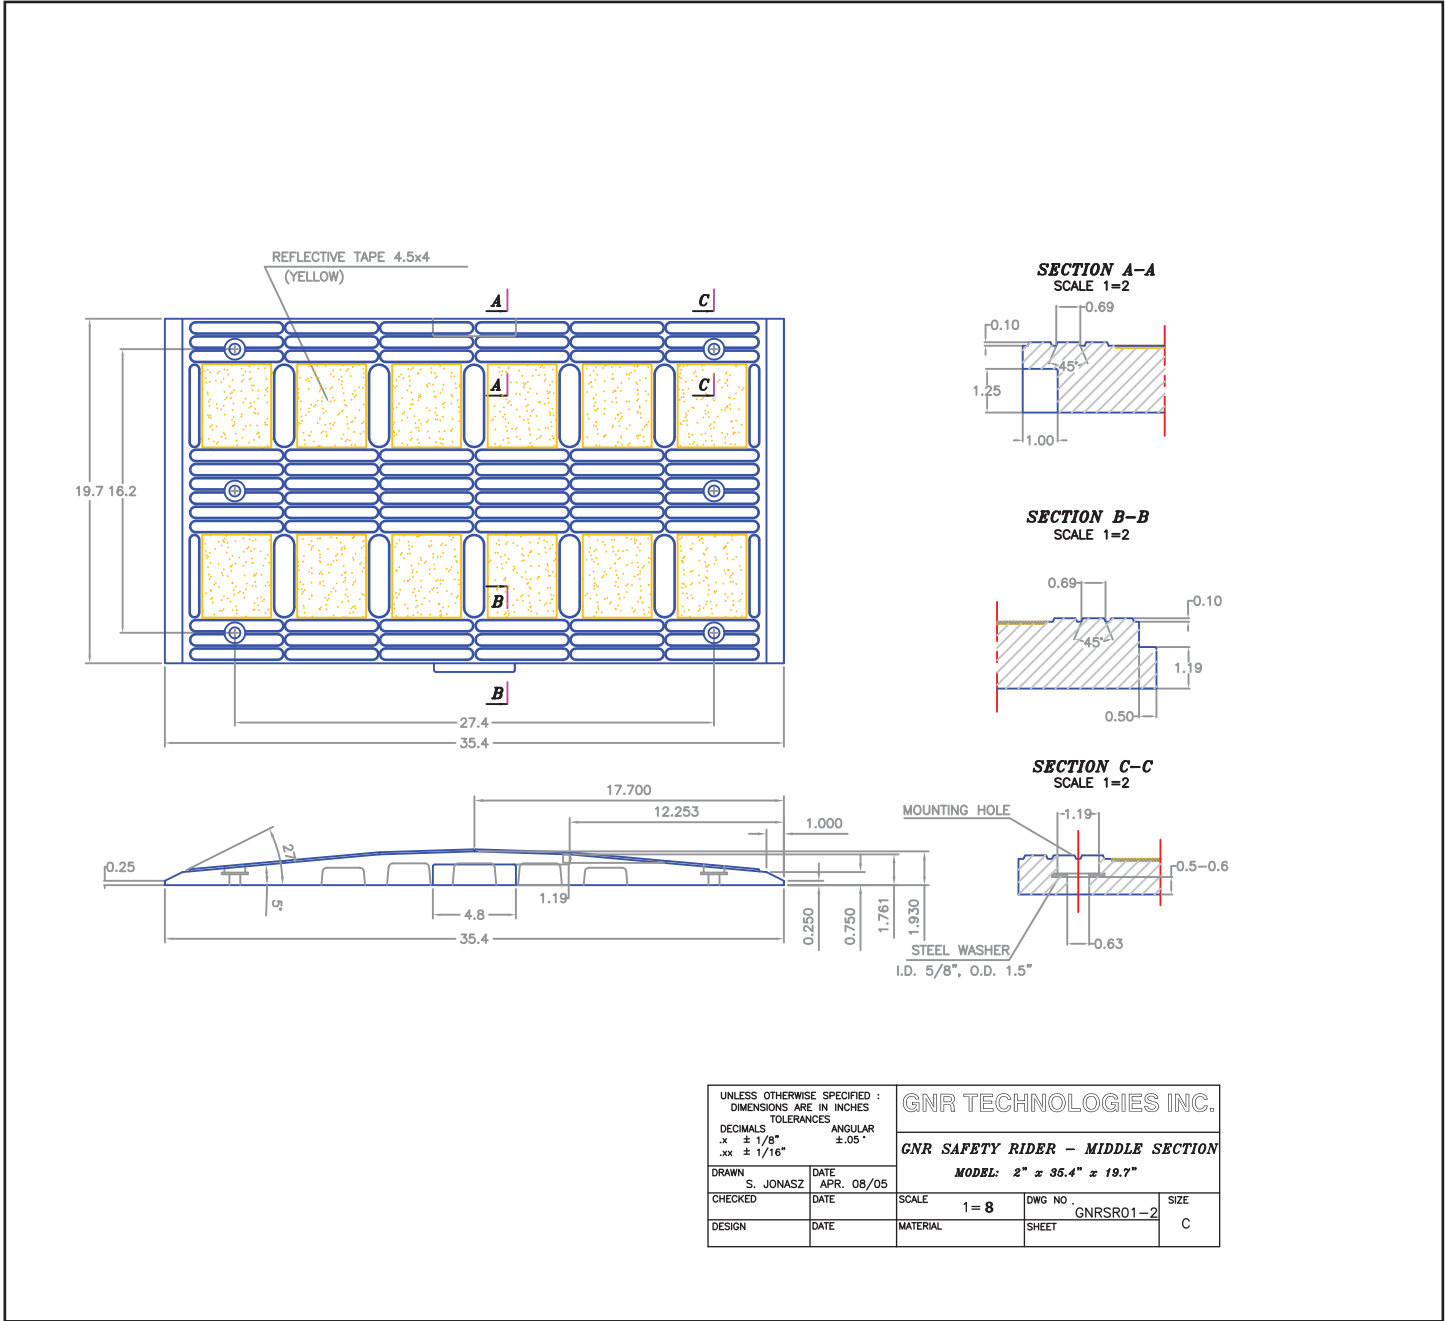 REFLECTIVE TAPE 4.5x4
(YELLOW)
A
C
A
C
19.7 16.2
B
B
27.4
35.4
SECTION A-A
SCALE 1=2
0.69
0.10
45°
1.25
1.00
SECTION B-B
SCALE 1=2
0.69
0.10
45°
1.19
0.50
17.700
12.253
1.000
27°
0.25
5°
1.19
4.8
35.4
0.250
0.750
1.761
1.930
SECTION C-C
SCALE 1=2
MOUNTING HOLE
1.19
0.5-0.6
0.63
STEEL WASHER
I.D. 5/8", O.D. 1.5"
UNLESS OTHERWISE SPECIFIED :
DIMENSIONS ARE IN INCHES
TOLERANCES
DECIMALS ANGULAR
.x ± 1/8" ±.05 °
.xx ± 1/16"
GNR TECHNOLOGIES INC.
GNR SAFETY RIDER - MIDDLE SECTION
MODEL: 2" x 35.4" x 19.7"
DRAWN S. JONASZ
DATE APR. 08/05
CHECKED
DATE
SCALE 1=8
DWG NO . GNRSR01-2
SIZE C
DESIGN
DATE
MATERIAL
SHEET